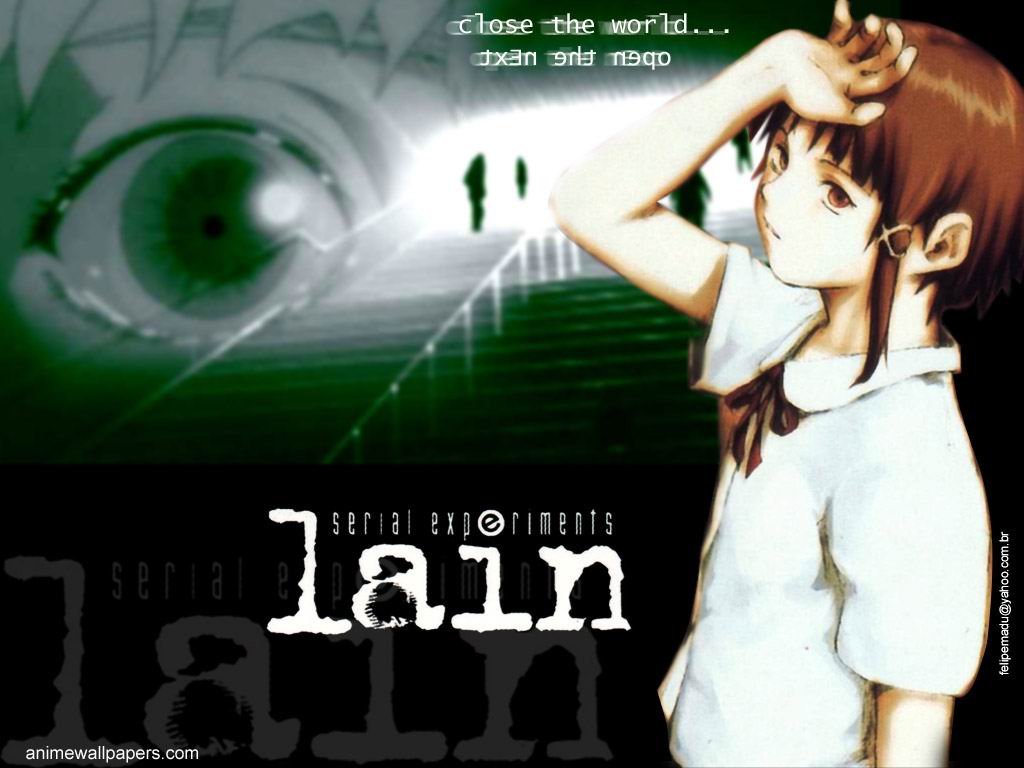 close the world...
open the nExt
serial experiments
lain
serial experiments
lain
felipemadu@yahoo.com.br
animewallpapers.com